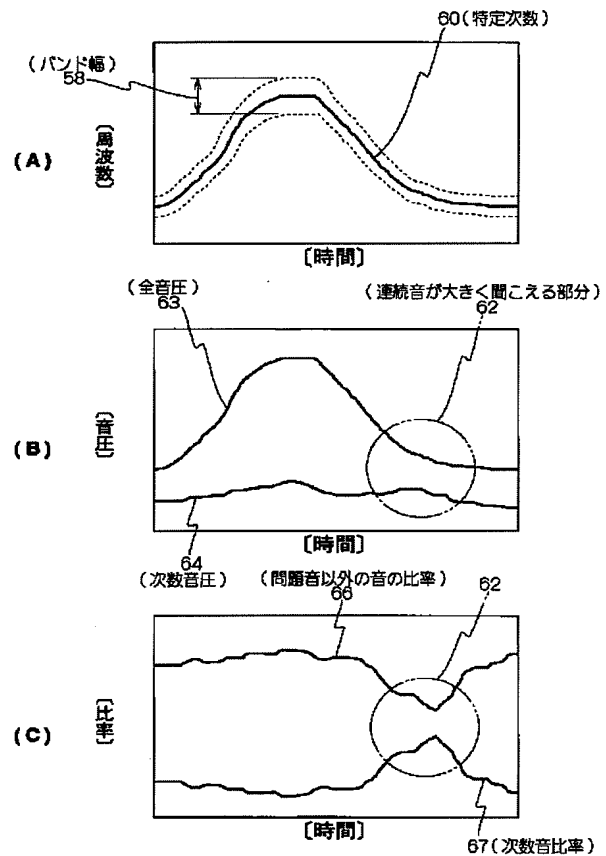 60(特定次数)
(バンド幅)
58
(A)
[周波数]
[時間]
(全音圧)
63
(連続音が大きく聞こえる部分)
62
(B)
[音圧]
[時間]
64
(次数音圧)
(問題音以外の音の比率)
66
62
(C)
[比率]
[時間]
67(次数音比率)